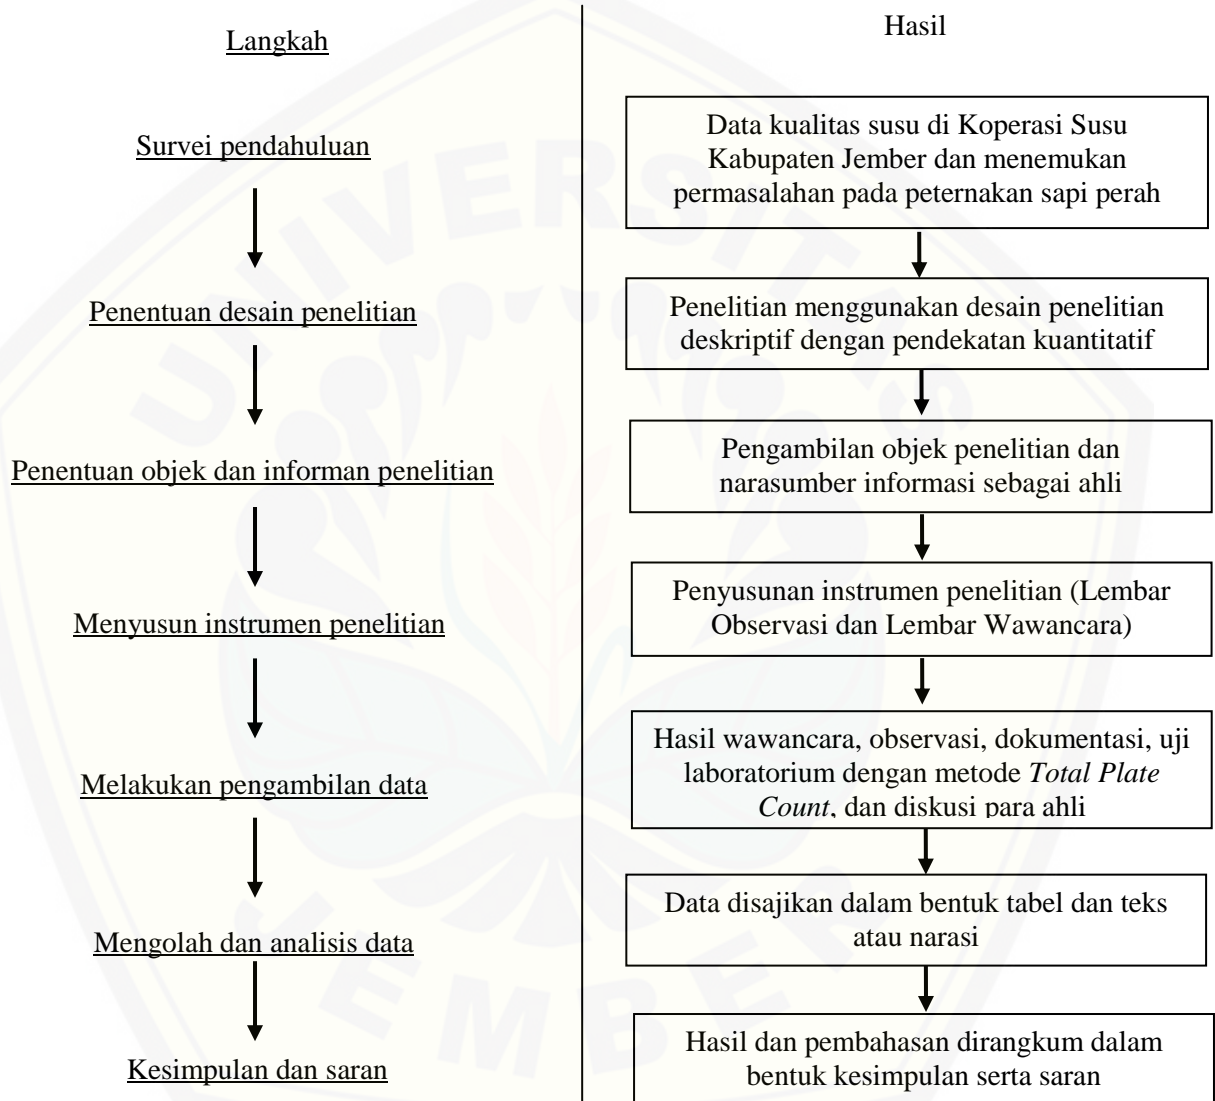 Langkah
Hasil
Survei pendahuluan
Data kualitas susu di Koperasi Susu
Kabupaten Jember dan menemukan
permasalahan pada peternakan sapi perah
Penentuan desain penelitian
Penelitian menggunakan desain penelitian
deskriptif dengan pendekatan kuantitatif
Penentuan objek dan informan penelitian
Pengambilan objek penelitian dan
narasumber informasi sebagai ahli
Menyusun instrumen penelitian
Penyusunan instrumen penelitian (Lembar
Observasi dan Lembar Wawancara)
Melakukan pengambilan data
Hasil wawancara, observasi, dokumentasi, uji
laboratorium dengan metode Total Plate
Count, dan diskusi para ahli
Mengolah dan analisis data
Data disajikan dalam bentuk tabel dan teks
atau narasi
Kesimpulan dan saran
Hasil dan pembahasan dirangkum dalam
bentuk kesimpulan serta saran
UNIVERSITAS
JEMBER